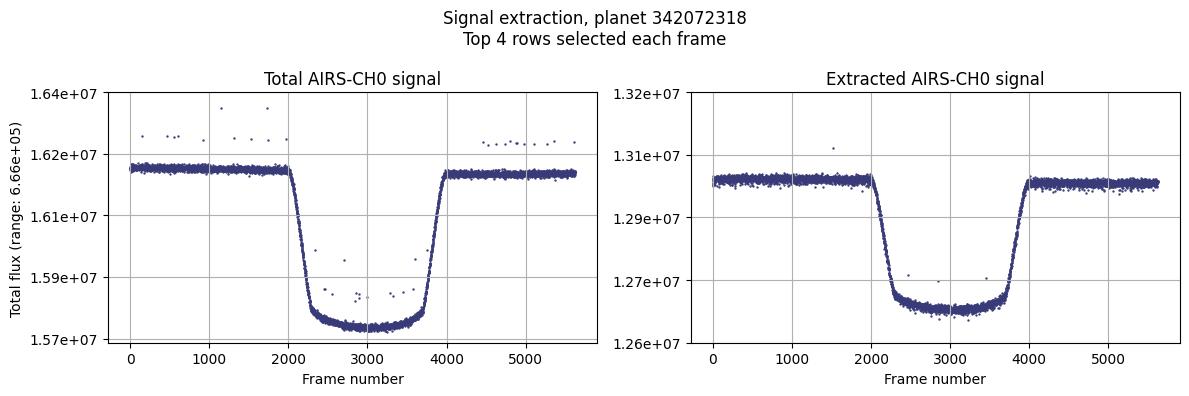 Signal extraction, planet 342072318
Top 4 rows selected each frame
Total AIRS-CH0 signal
Total flux (range: 6.66e+05)
1.64e+07
1.62e+07
1.61e+07
1.59e+07
1.57e+07
0 1000 2000 3000 4000 5000
Frame number
Extracted AIRS-CH0 signal
1.32e+07
1.31e+07
1.29e+07
1.27e+07
1.26e+07
0 1000 2000 3000 4000 5000
Frame number